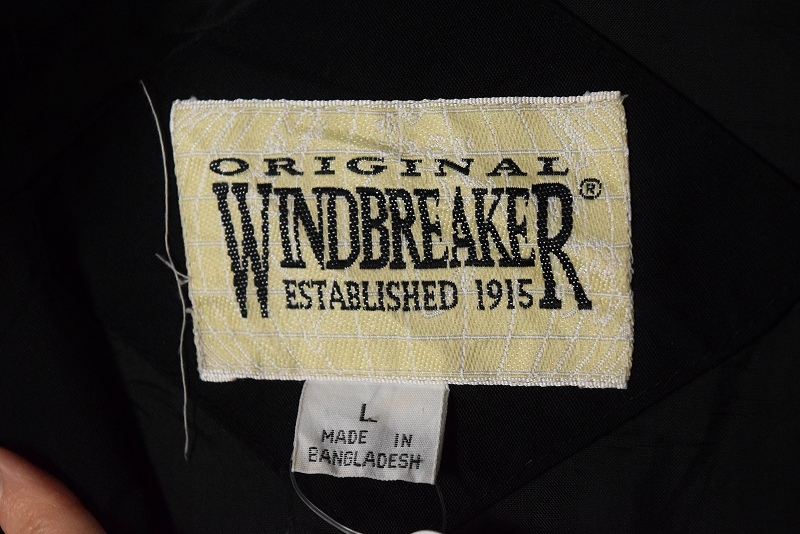 ORIGINAL
WINDBREAKER®
ESTABLISHED 1915
L
MADE IN
BANGLADESH